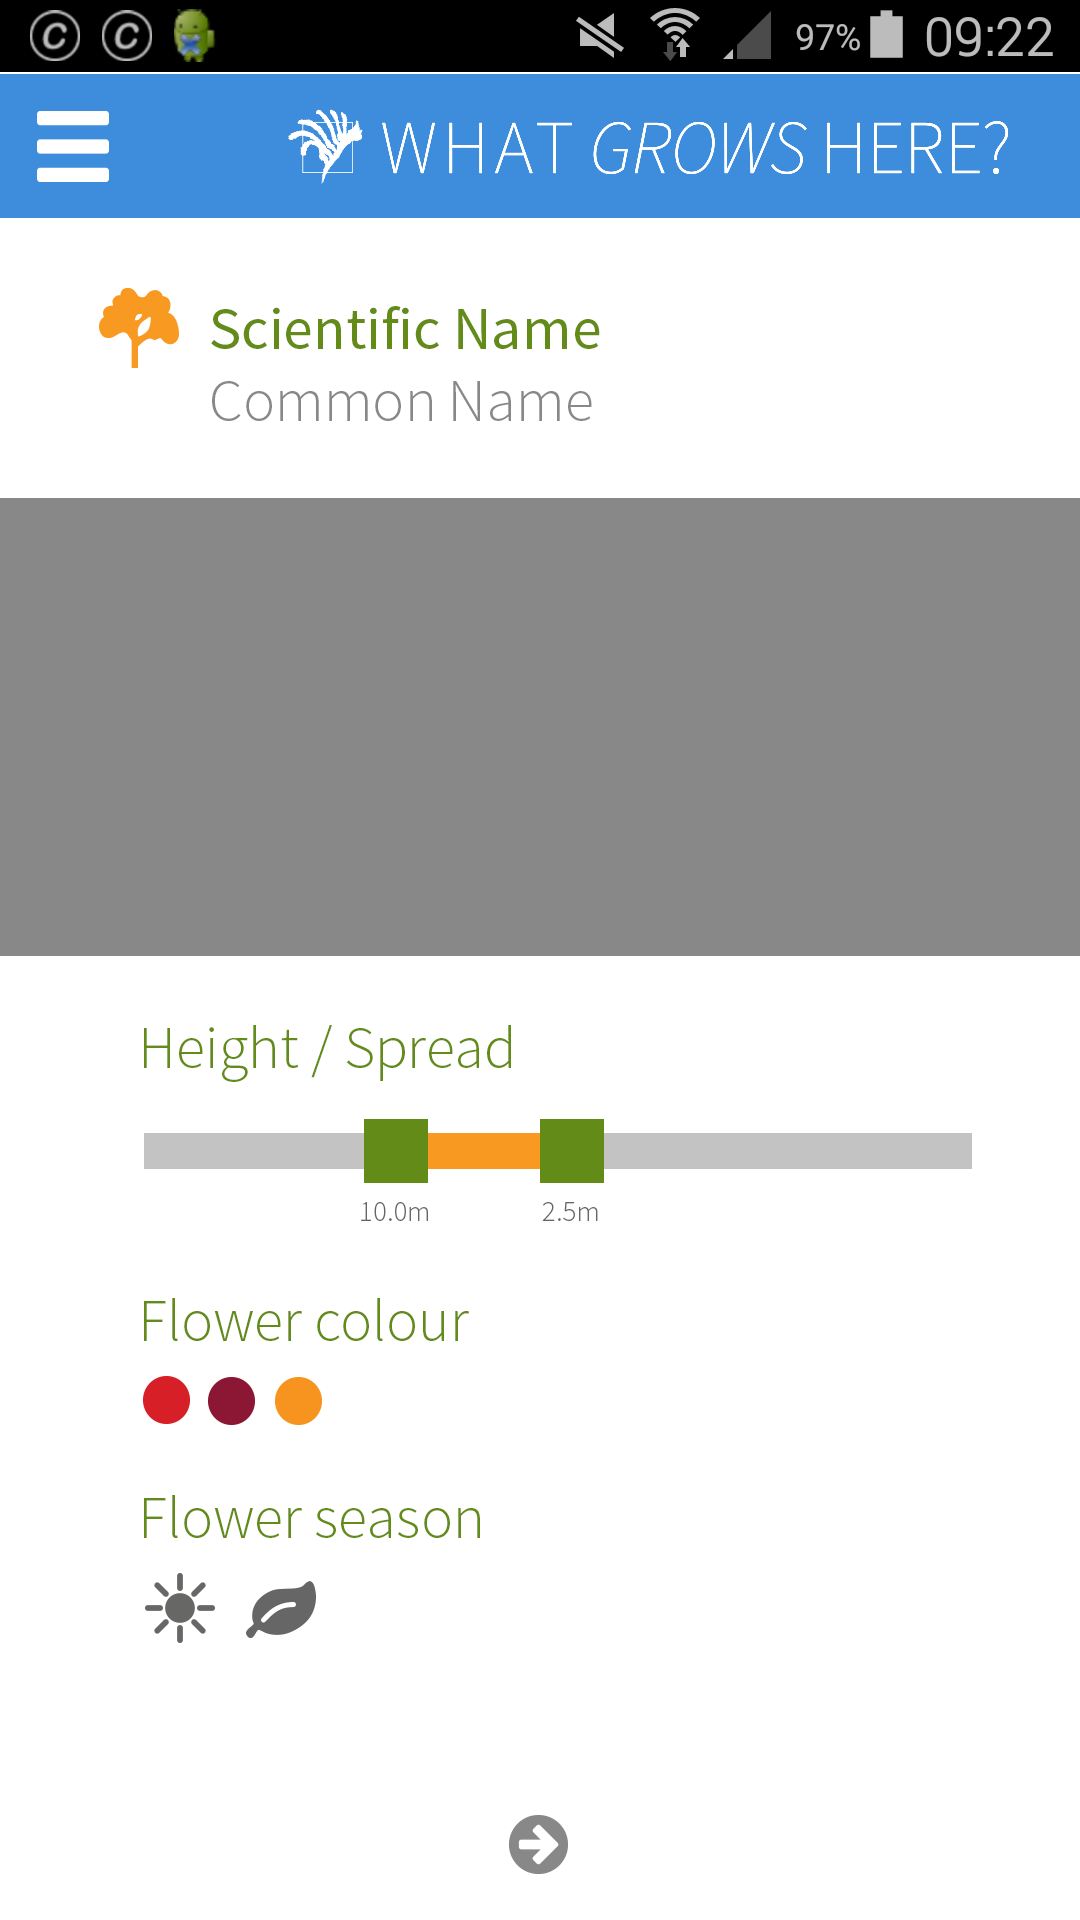 97% 09:22
WHAT GROWS HERE?
Scientific Name
Common Name
Height / Spread
10.0m 2.5m
Flower colour
Flower season